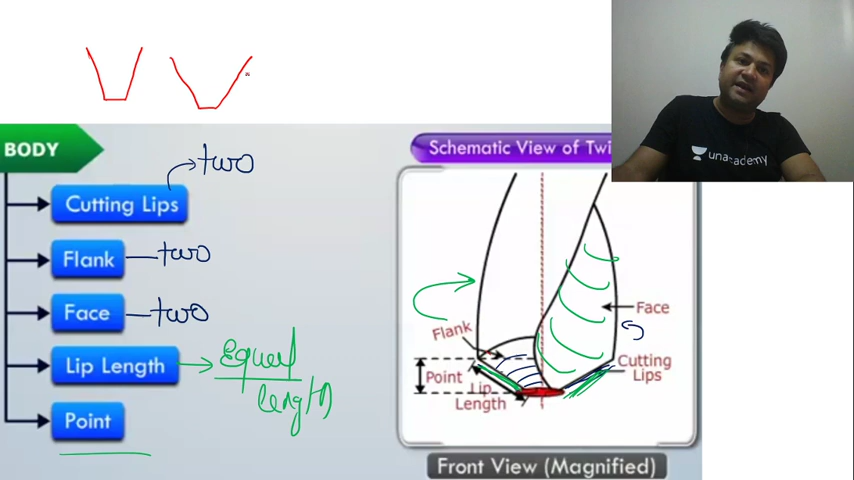 BODY
two
Cutting Lips
Flank
two
Face
two
Lip Length
Equal
length
Point
Schematic View of Twi
unacademy
Flank
Face
Point
Lip
Length
Cutting
Lips
Front View (Magnified)